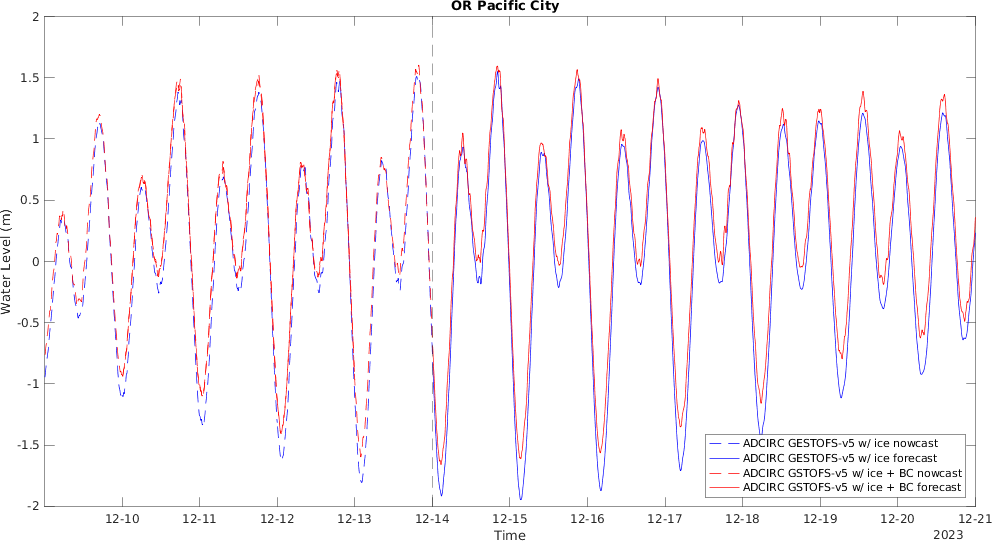 OR Pacific City
2
1.5
1
0.5
0
-0.5
-1
-1.5
-2
Water Level (m)
ADCIRC GESTOFS-v5 w/ ice nowcast
ADCIRC GESTOFS-v5 w/ ice forecast
ADCIRC GSTOFS-v5 w/ ice + BC nowcast
ADCIRC GSTOFS-v5 w/ ice + BC forecast
12-10 12-11 12-12 12-13 12-14 12-15 12-16 12-17 12-18 12-19 12-20 12-21
Time
2023